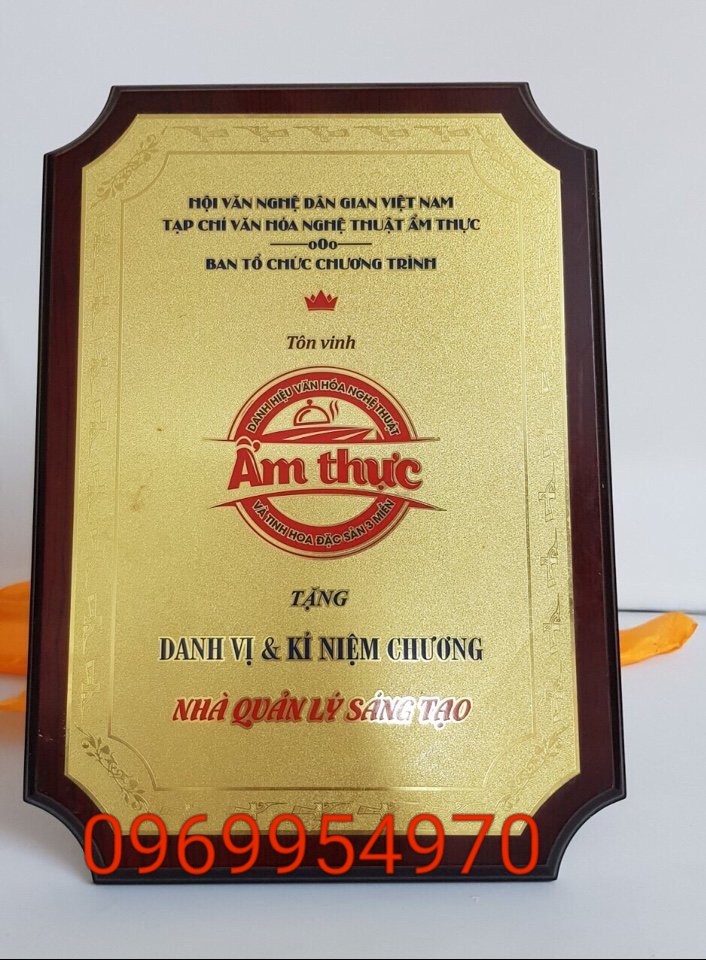 HỘI VĂN NGHỆ DÂN GIAN VIỆT NAM
TẠP CHÍ VĂN HÓA NGHỆ THUẬT ẨM THỰC
o0o
BAN TỔ CHỨC CHƯƠNG TRÌNH
Tôn vinh
DANH HIỆU VĂN HÓA NGHỆ THUẬT
Ẩm thực
VÀ TINH HOA ĐẶC SẢN 3 MIỀN
TẶNG
DANH VỊ & KỈ NIỆM CHƯƠNG
NHÀ QUẢN LÝ SÁNG TẠO
0969954970